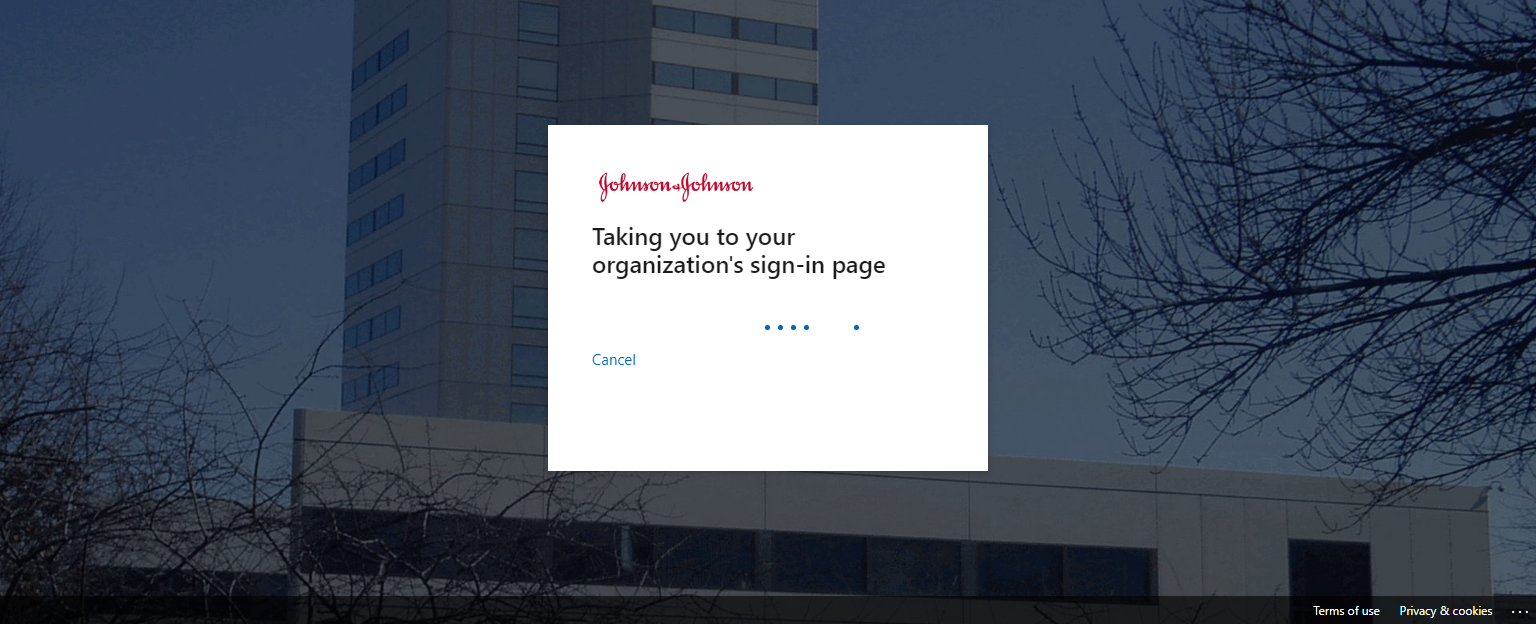 Johnson & Johnson
Taking you to your
organization's sign-in page
Cancel
Terms of use
Privacy & cookies